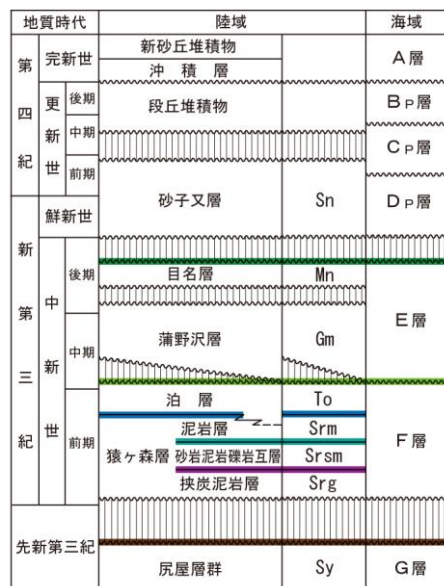 地質時代 陸域 海域
第四紀 完新世 新砂丘堆積物 A層
沖積層
更新世 後期 段丘堆積物 BP層
中期 CP層
前期 砂子又層 Sn DP層
新第三紀 鮮新世
中新世 後期 目名層 Mn E層
中期 蒲野沢層 Gm
前期 泊層 To F層
猿ヶ森層 泥岩層 Srm
砂岩泥岩礫岩互層 Srsm
挟炭泥岩層 Srg
先新第三紀 尻屋層群 Sy G層